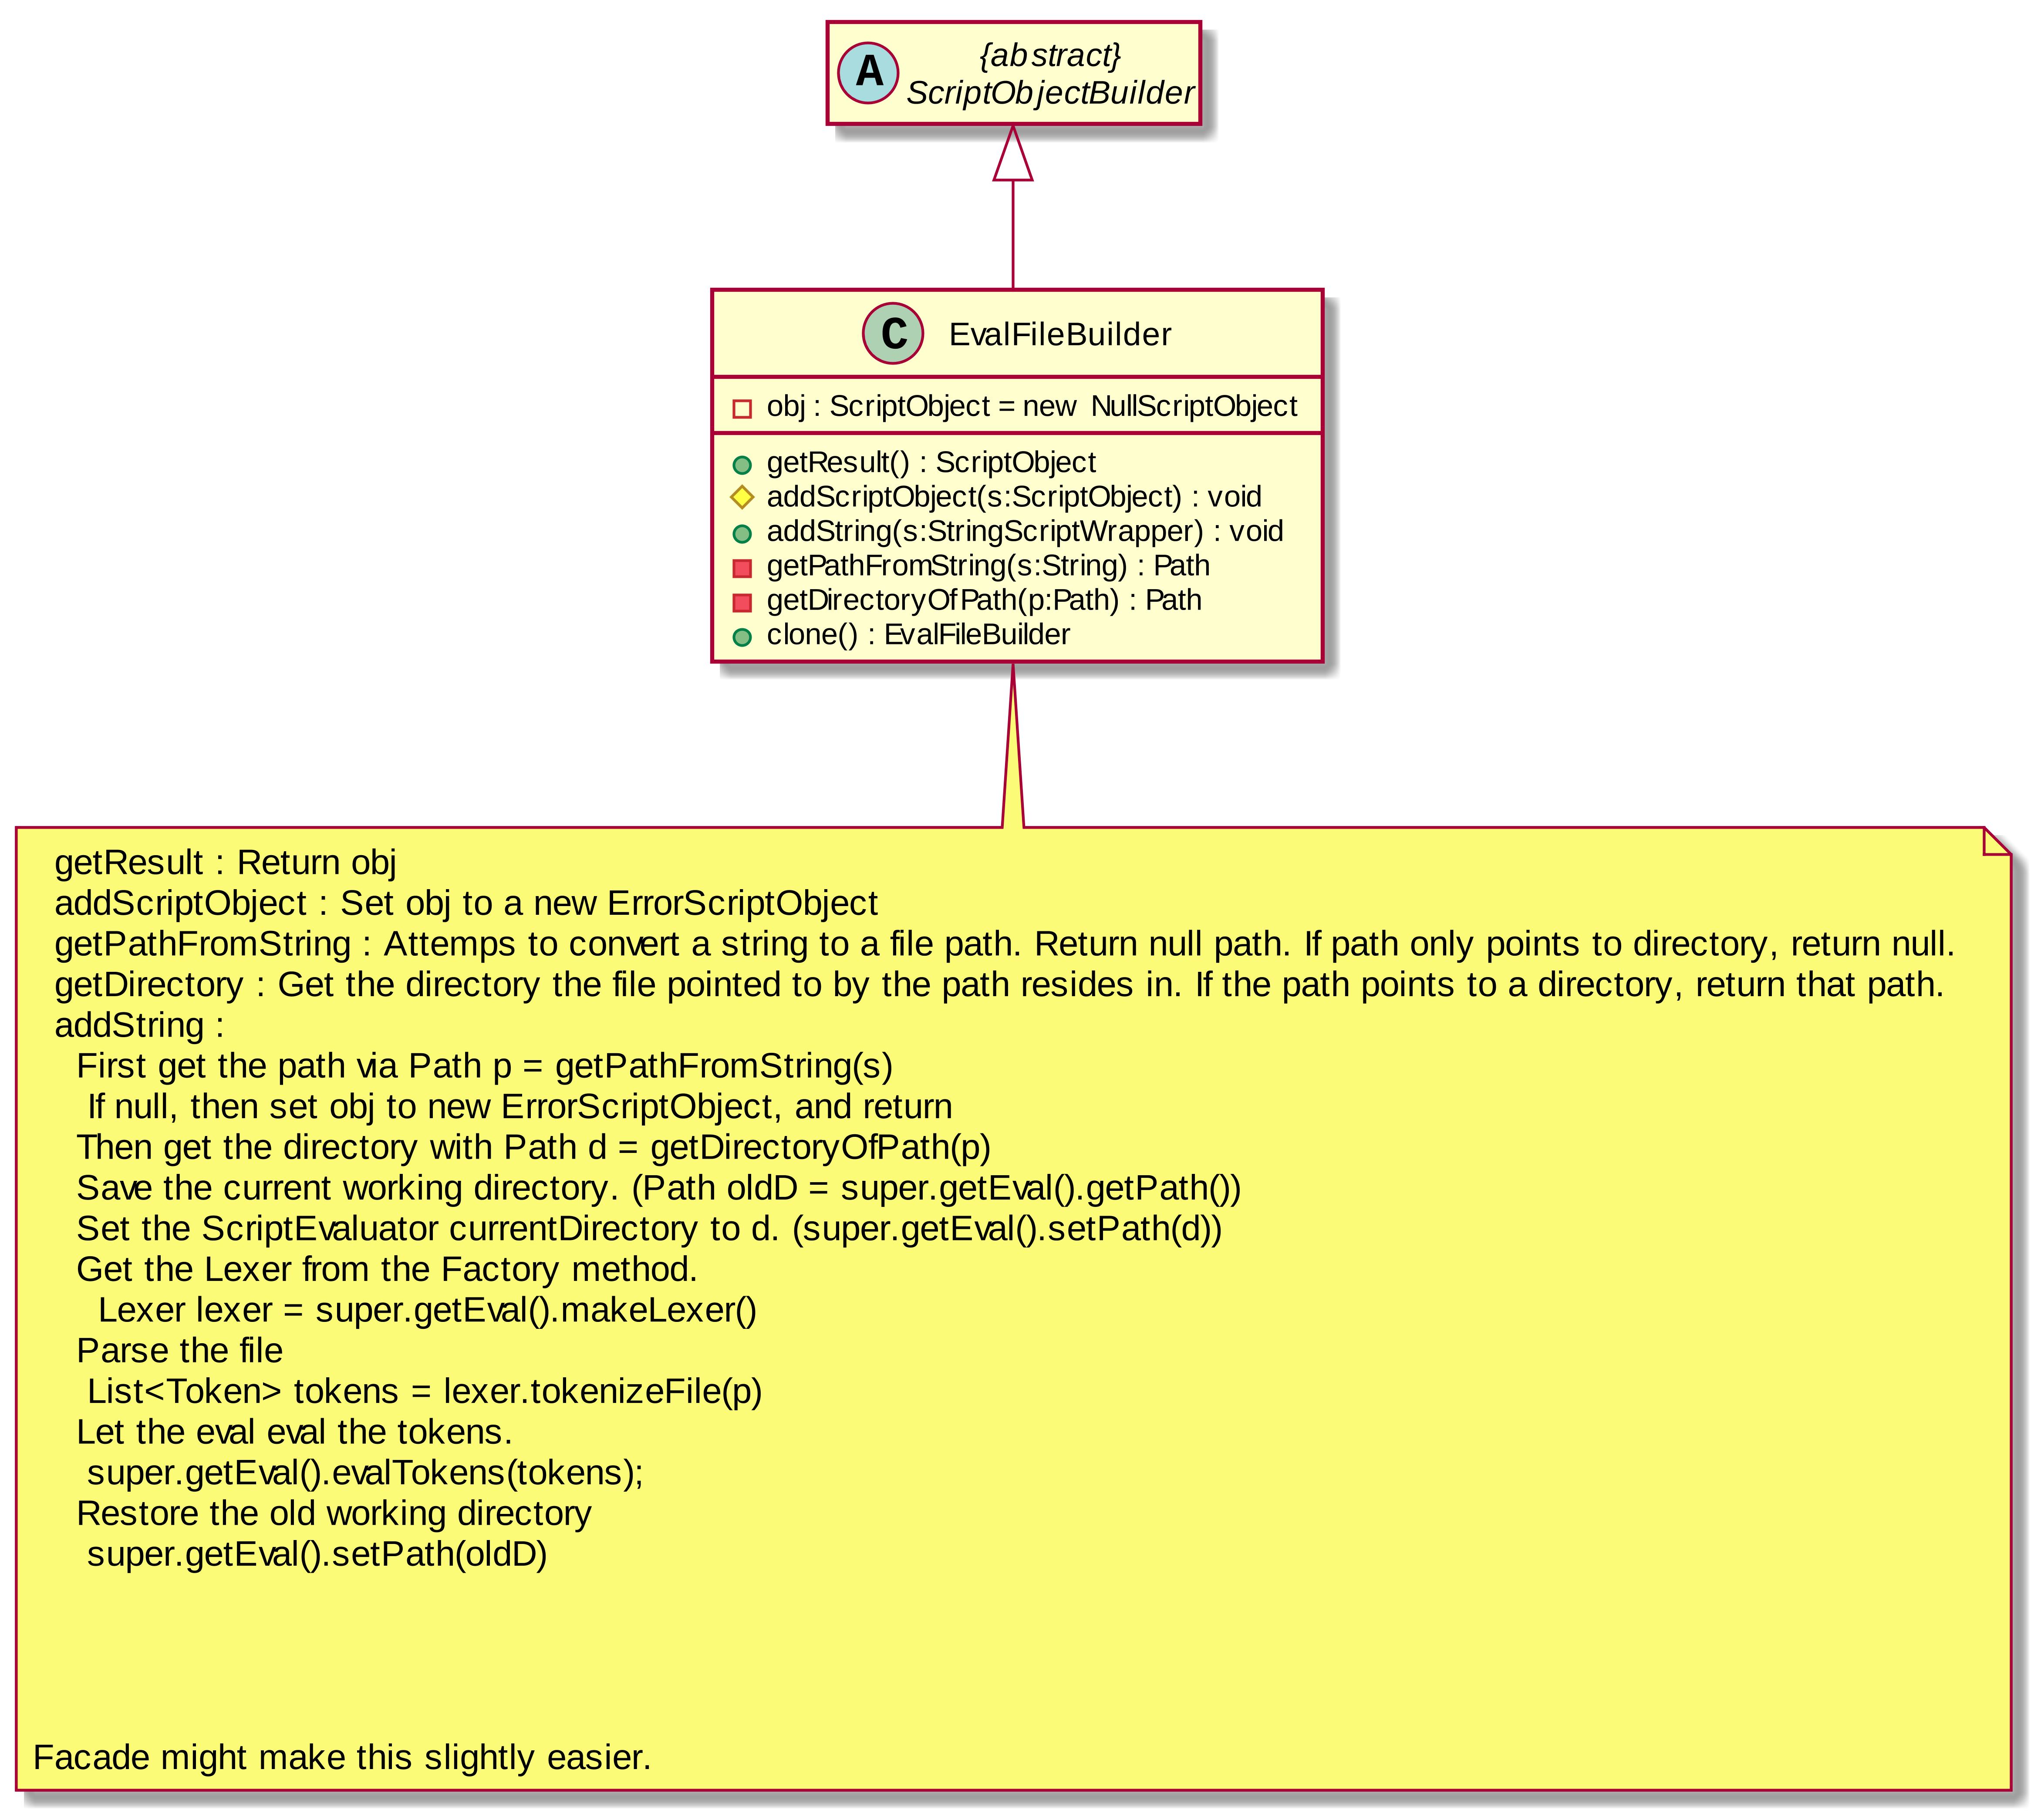 A
{abstract}
ScriptObjectBuilder
C EvalFileBuilder
obj : ScriptObject = new NullScriptObject
getResult() : ScriptObject
addScriptObject(s:ScriptObject) : void
addString(s:StringScriptWrapper) : void
getPathFromString(s:String) : Path
getDirectoryOfPath(p:Path) : Path
clone() : EvalFileBuilder
getResult : Return obj
addScriptObject : Set obj to a new ErrorScriptObject
getPathFromString : Attemps to convert a string to a file path. Return null path. If path only points to directory, return null.
getDirectory : Get the directory the file pointed to by the path resides in. If the path points to a directory, return that path.
addString :
First get the path via Path p = getPathFromString(s)
If null, then set obj to new ErrorScriptObject, and return
Then get the directory with Path d = getDirectoryOfPath(p)
Save the current working directory. (Path oldD = super.getEval().getPath())
Set the ScriptEvaluator currentDirectory to d. (super.getEval().setPath(d))
Get the Lexer from the Factory method.
Lexer lexer = super.getEval().makeLexer()
Parse the file
List<Token> tokens = lexer.tokenizeFile(p)
Let the eval eval the tokens.
super.getEval().evalTokens(tokens);
Restore the old working directory
super.getEval().setPath(oldD)
Facade might make this slightly easier.